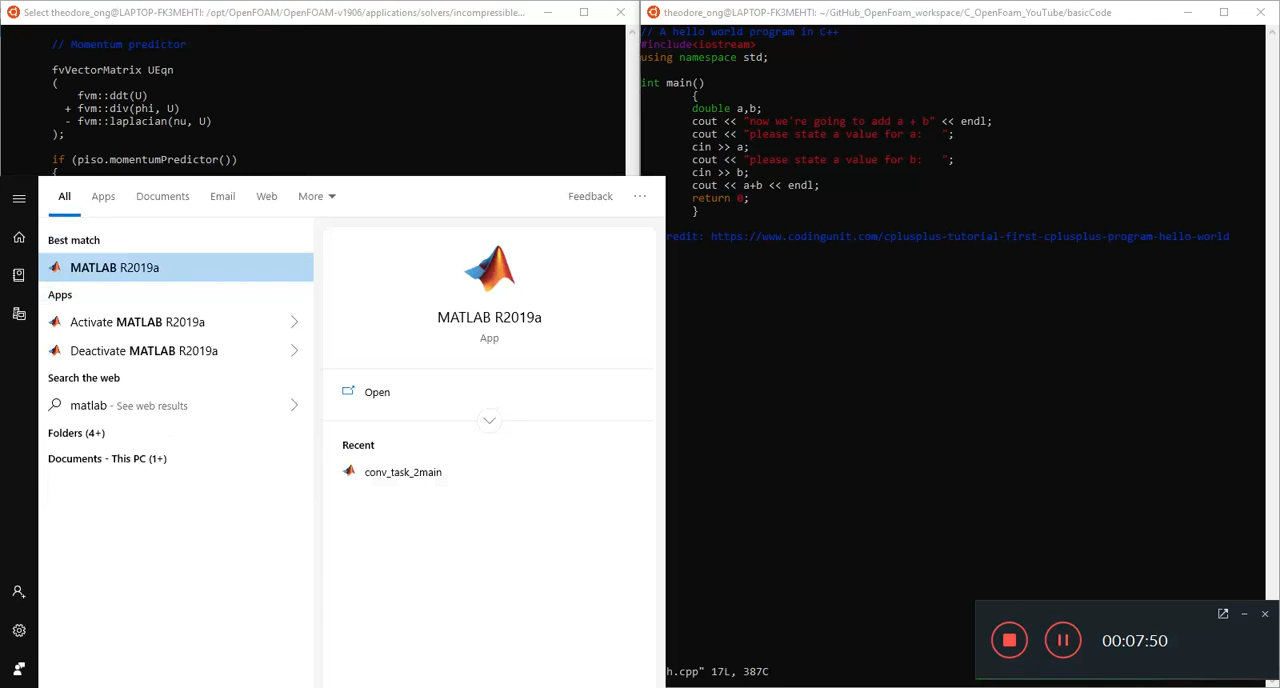 Select theodore_ong@LAPTOP-FK3MEHTI: /opt/OpenFOAM/OpenFOAM-v1906/applications/solvers/incompressible...
// Momentum predictor
fvVectorMatrix UEqn
(
fvm::ddt(U)
+ fvm::div(phi, U)
- fvm::laplacian(nu, U)
);
if (piso.momentumPredictor())
{
theodore_ong@LAPTOP-FK3MEHTI: ~/GitHub_OpenFoam_workspace/C_OpenFoam_YouTube/basicCode
// A hello world program in C++
#include<iostream>
using namespace std;
int main()
{
double a,b;
cout << "now we're going to add a + b" << endl;
cout << "please state a value for a:   ";
cin >> a;
cout << "please state a value for b:   ";
cin >> b;
cout << a+b << endl;
return 0;
}
redit: https://www.codingunit.com/cplusplus-tutorial-first-cplusplus-program-hello-world
h.cpp" 17L, 387C
All Apps Documents Email Web More Feedback ...
Best match
MATLAB R2019a
Apps
Activate MATLAB R2019a
Deactivate MATLAB R2019a
Search the web
matlab - See web results
Folders (4+)
Documents - This PC (1+)
MATLAB R2019a
App
Open
Recent
conv_task_2main
00:07:50